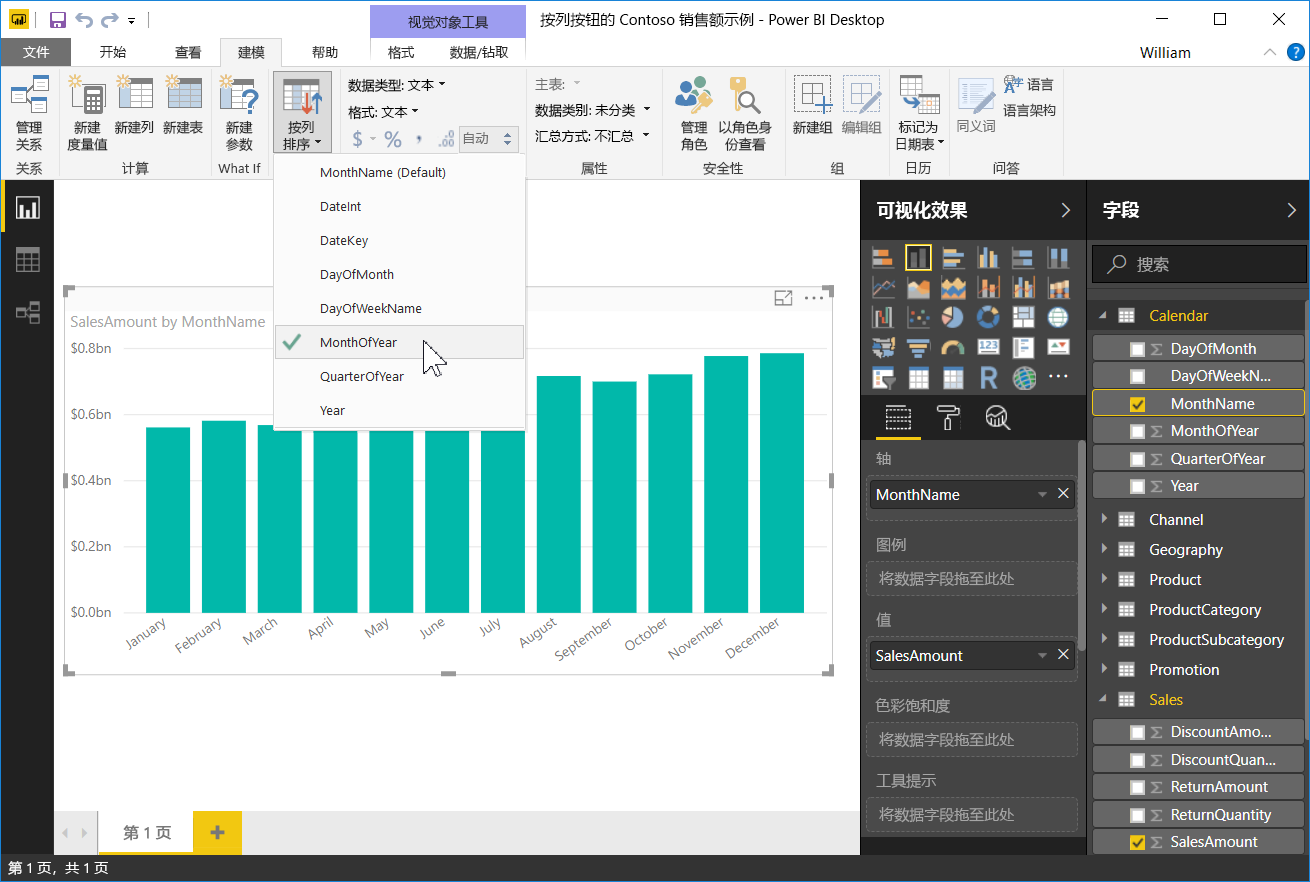 视觉对象工具
按列按钮的 Contoso 销售额示例 - Power BI Desktop
文件
开始
查看
建模
帮助
格式
数据/钻取
William
管理
关系
新建
度量值
新建列
新建表
新建
参数
按列
排序
数据类型: 文本
格式: 文本
$
%
,
.00
自动
主表:
数据类别: 未分类
汇总方式: 不汇总
管理
角色
以角色身
份查看
新建组
编辑组
标记为
日期表
同义词
语言
语言架构
关系
计算
What If
属性
安全性
组
日历
问答
MonthName (Default)
DateInt
DateKey
DayOfMonth
DayOfWeekName
MonthOfYear
QuarterOfYear
Year
SalesAmount by MonthName
$0.8bn
$0.6bn
$0.4bn
$0.2bn
$0.0bn
January
February
March
April
May
June
July
August
September
October
November
December
可视化效果
123
R
轴
MonthName
图例
将数据字段拖至此处
值
SalesAmount
色彩饱和度
将数据字段拖至此处
工具提示
将数据字段拖至此处
字段
搜索
Calendar
DayOfMonth
DayOfWeekN...
MonthName
MonthOfYear
QuarterOfYear
Year
Channel
Geography
Product
ProductCategory
ProductSubcategory
Promotion
Sales
DiscountAmo...
DiscountQuan...
ReturnAmount
ReturnQuantity
SalesAmount
第 1 页
第 1 页，共 1 页